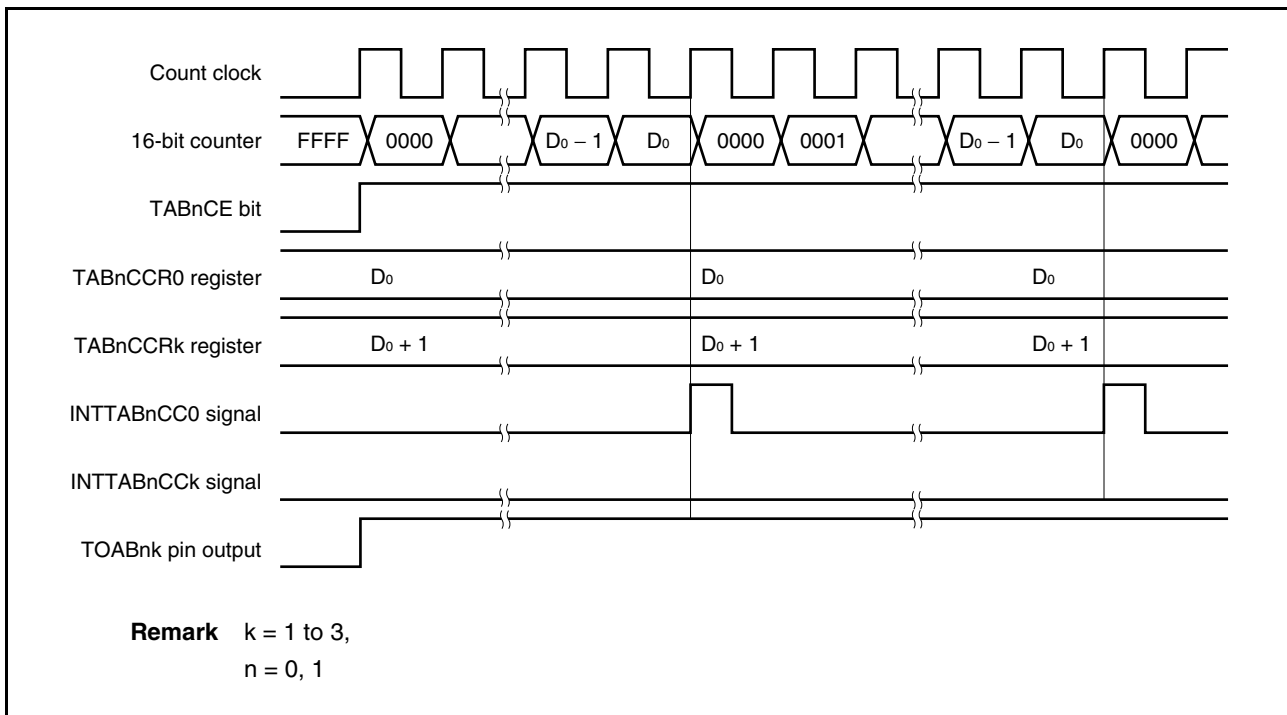 Count clock
16-bit counter FFFF 0000 D₀ − 1 D₀ 0000 0001 D₀ − 1 D₀ 0000
TABnCE bit
TABnCCR0 register D₀ D₀ D₀
TABnCCRk register D₀ + 1 D₀ + 1 D₀ + 1
INTTABnCC0 signal
INTTABnCCk signal
TOABnk pin output
Remark k = 1 to 3,
n = 0, 1